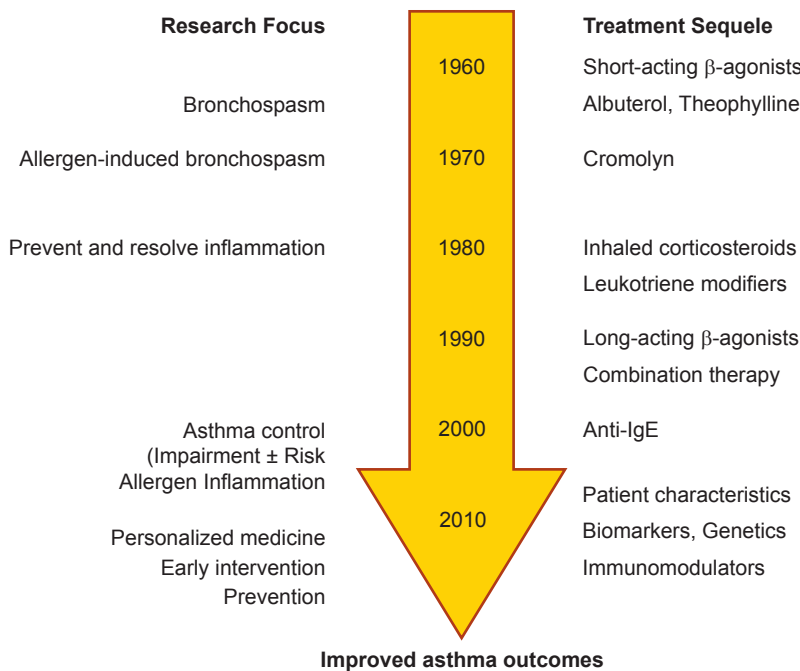 Research Focus
Treatment Sequele
1960
Short-acting β-agonists
Bronchospasm
Albuterol, Theophylline
Allergen-induced bronchospasm
1970
Cromolyn
Prevent and resolve inflammation
1980
Inhaled corticosteroids
Leukotriene modifiers
1990
Long-acting β-agonists
Combination therapy
Asthma control
(Impairment ± Risk
Allergen Inflammation
2000
Anti-IgE
2010
Patient characteristics
Biomarkers, Genetics
Immunomodulators
Personalized medicine
Early intervention
Prevention
Improved asthma outcomes